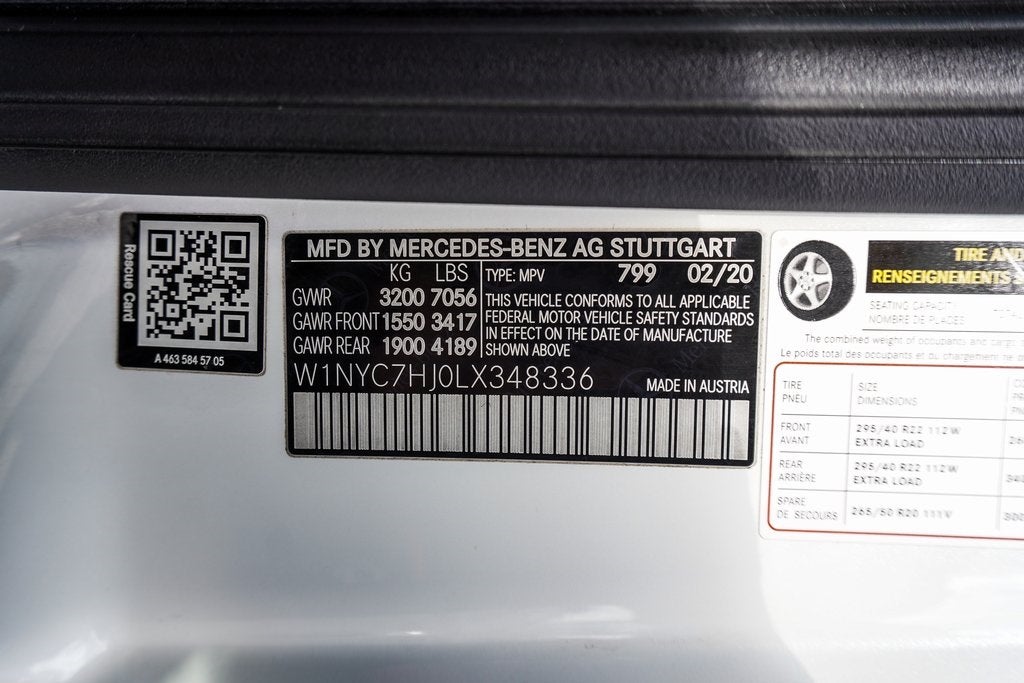 Rescue Card
A 463 584 57 05
MFD BY MERCEDES-BENZ AG STUTTGART
KG LBS
GVWR 3200 7056
GAWR FRONT 1550 3417
GAWR REAR 1900 4189
TYPE: MPV 799 02/20
THIS VEHICLE CONFORMS TO ALL APPLICABLE
FEDERAL MOTOR VEHICLE SAFETY STANDARDS
IN EFFECT ON THE DATE OF MANUFACTURE
SHOWN ABOVE
W1NYC7HJ0LX348336 MADE IN AUSTRIA
TIRE AND
RENSEIGNEMENTS
SEATING CAPACITY
NOMBRE DE PLACES
The combined weight of occupants and cargo
Le poids total des occupants et du chargement
TIRE SIZE
PNEU DIMENSIONS
FRONT 295/40 R22 112W
AVANT EXTRA LOAD
REAR 295/40 R22 112W
ARRIÈRE EXTRA LOAD
SPARE
DE SECOURS 265/50 R20 111V